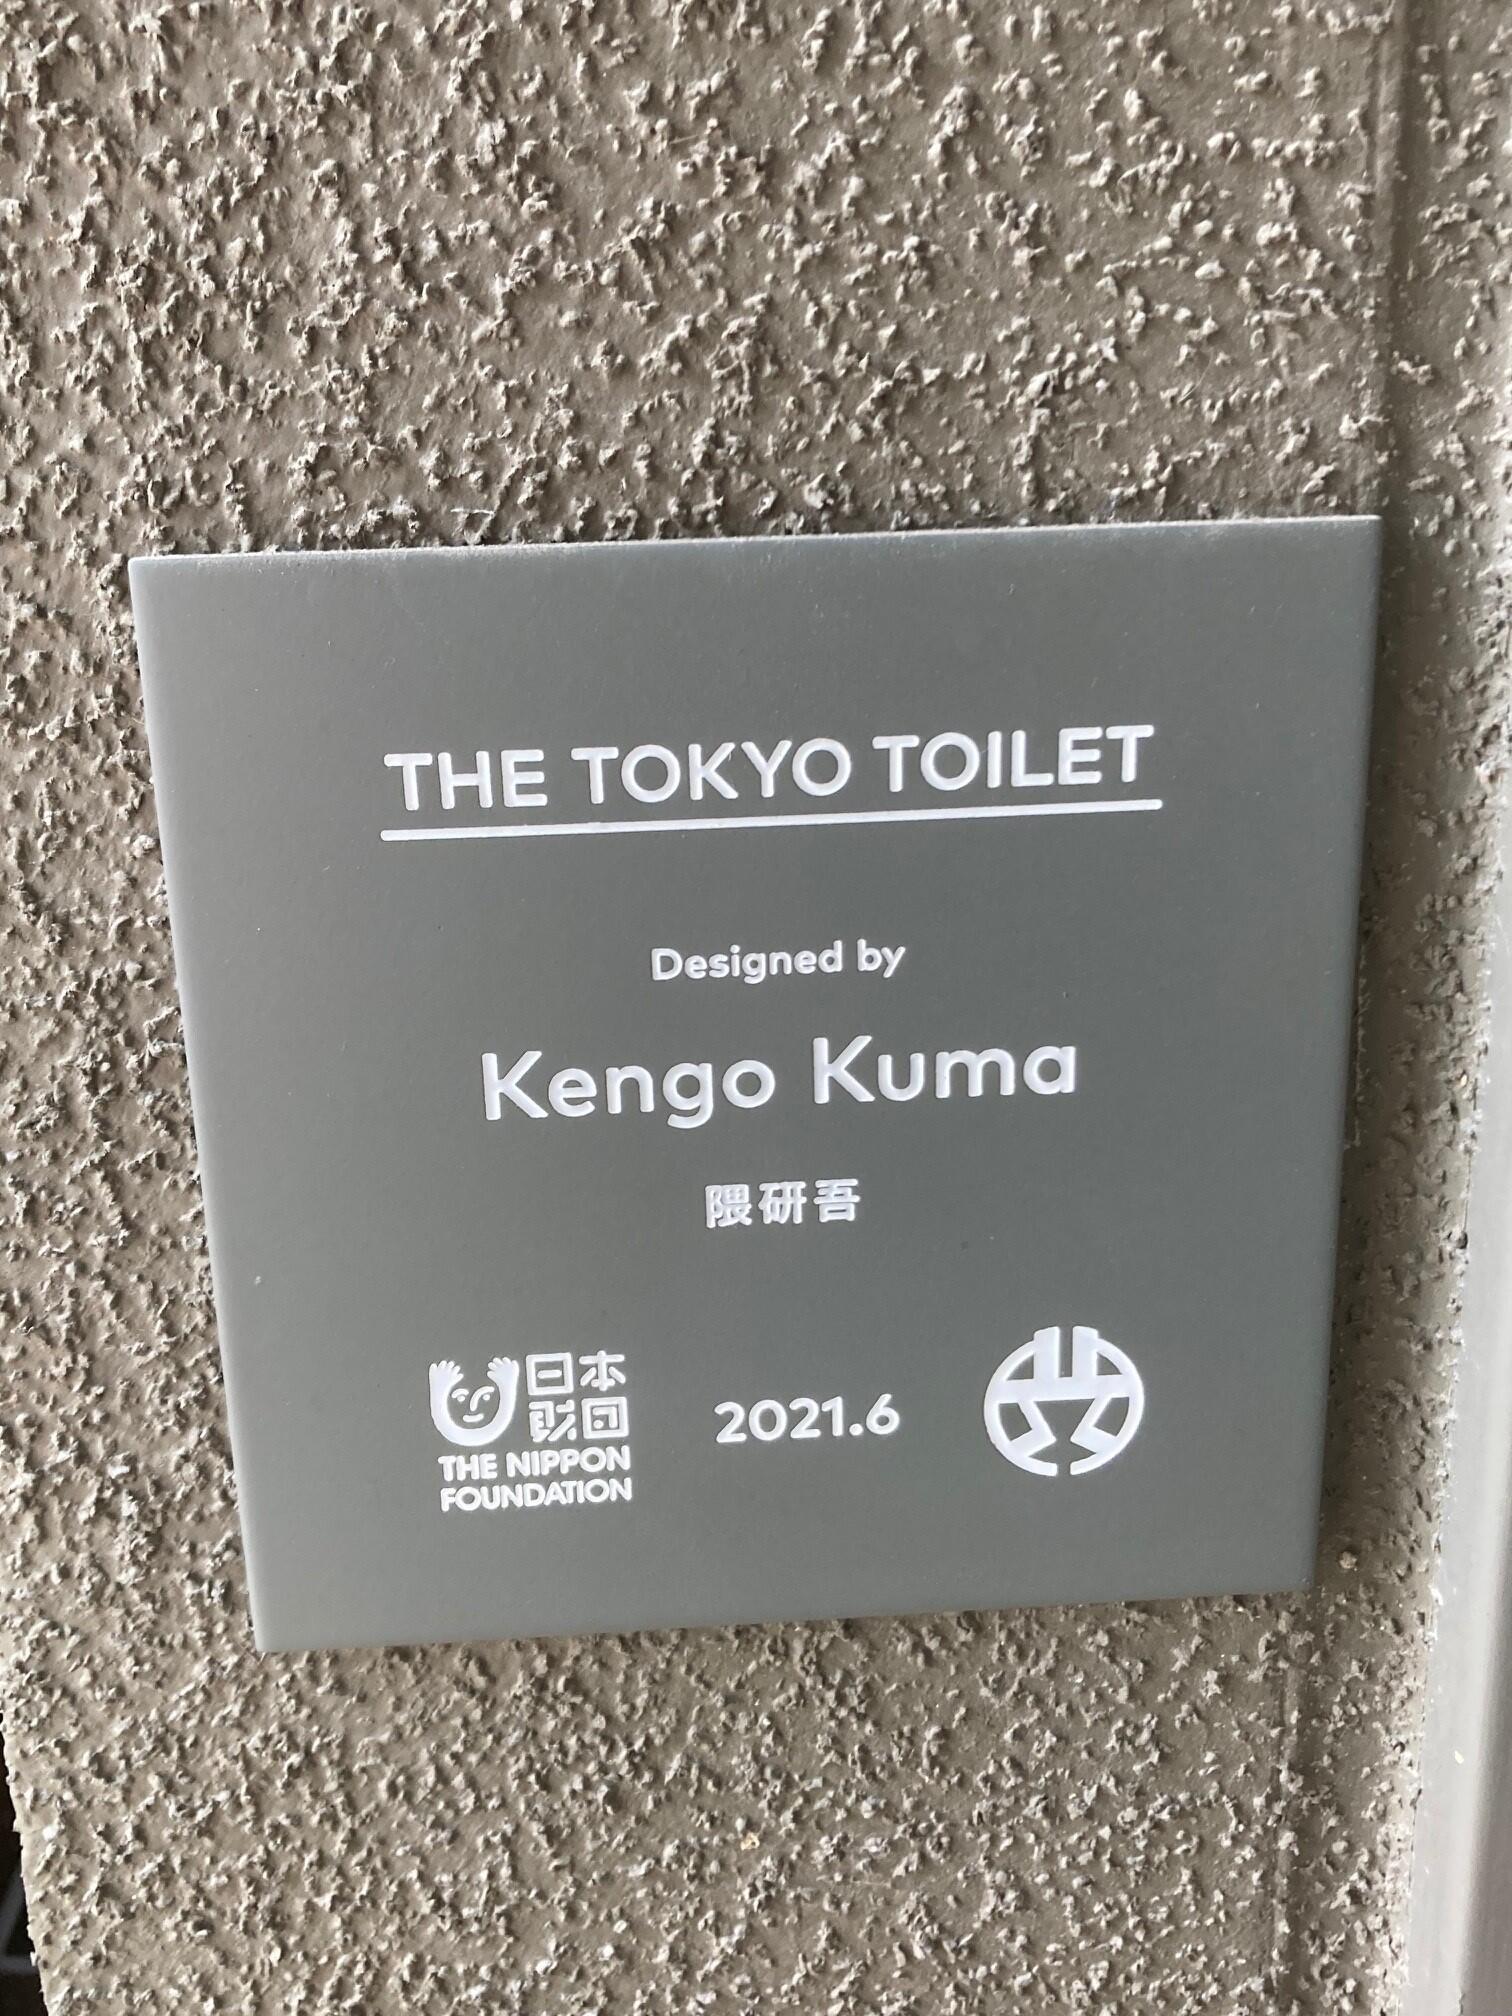 THE TOKYO TOILET
Designed by
Kengo Kuma
隈研吾
日本
財団
THE NIPPON
FOUNDATION
2021.6